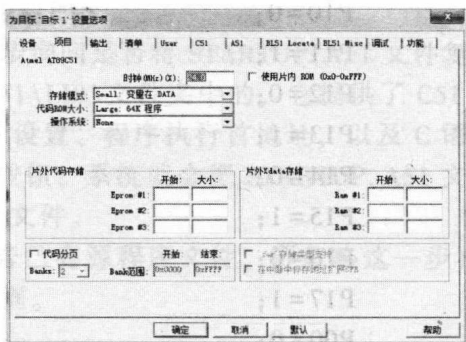 为目标 '目标 1' 设置选项
设备 项目 输出 清单 User C51 A51 BL51 Locate BL51 Misc 调试 功能
Atmel AT89C51
时钟(MHz)(X):
使用片内 ROM (0x0-0xFFF)
存储模式: Small: 变量在 DATA
代码ROM大小: Large: 64K 程序
操作系统: None
片外代码存储
开始: 大小:
Eprom #1:
Eprom #2:
Eprom #3:
片外Xdata存储
开始: 大小:
Ram #1:
Ram #2:
Ram #3:
代码分页
开始 结束
Banks: 2 Bank范围: 0x0000 0xFFFF
确定 取消 默认 帮助
P13=
P15=1;
P17=1;